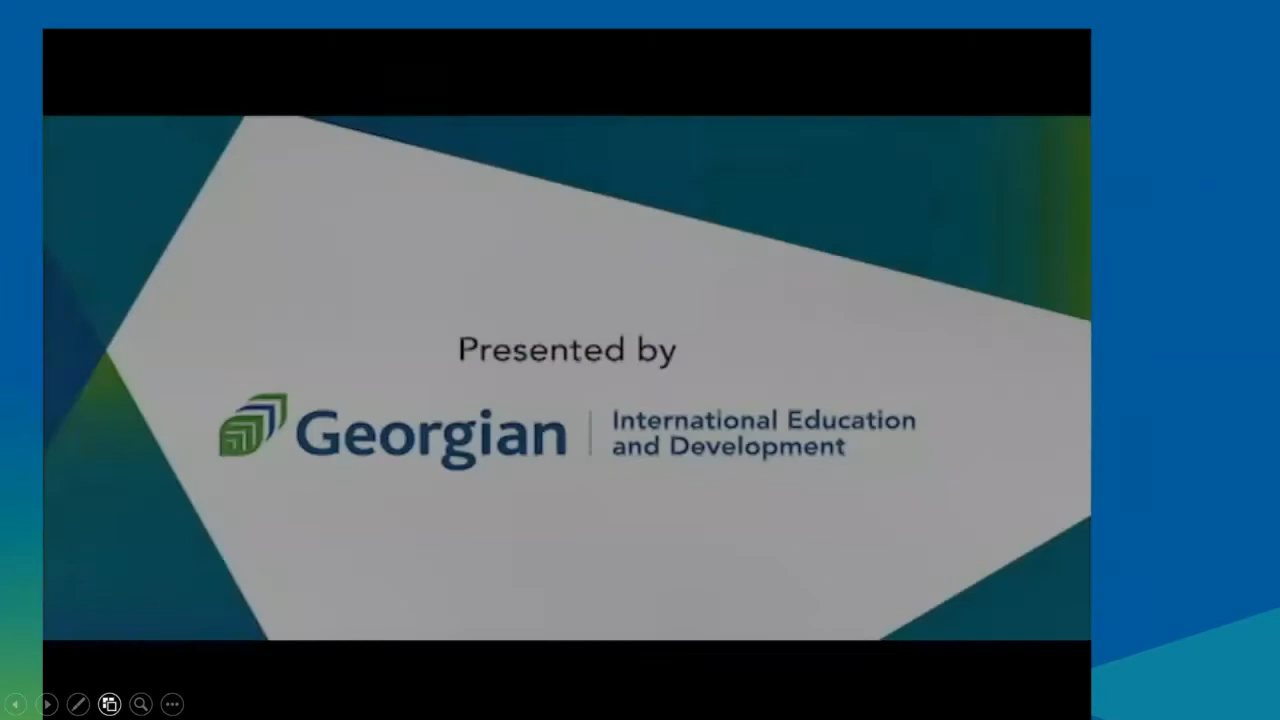 Presented by
Georgian
International Education
and Development